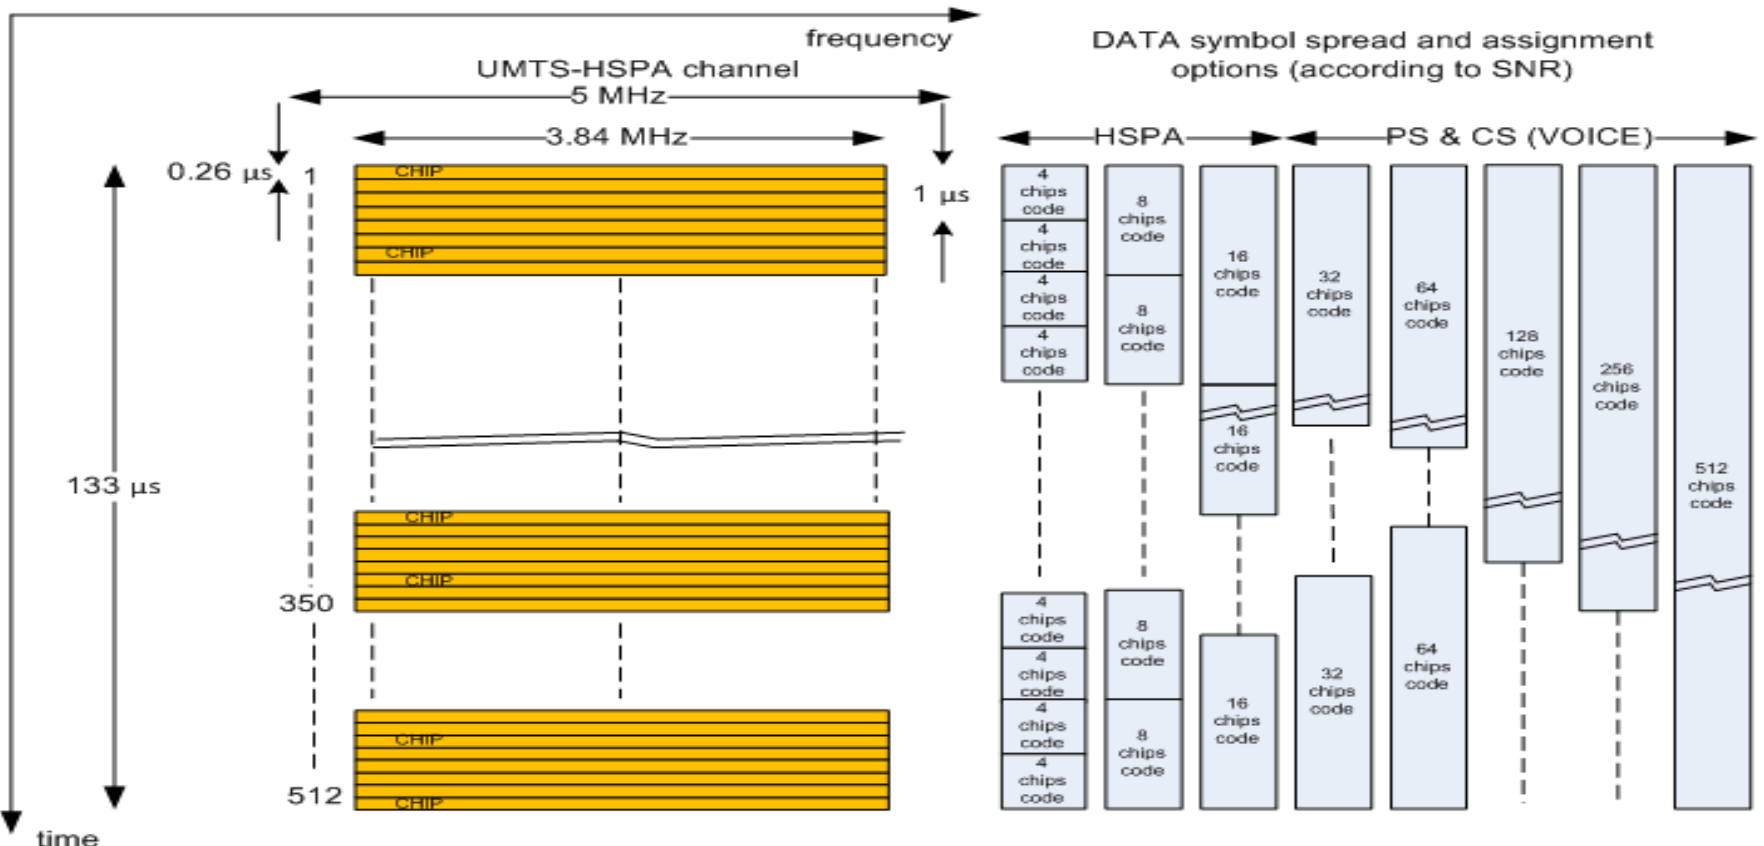 frequency
DATA symbol spread and assignment
options (according to SNR)
UMTS-HSPA channel
5 MHz
3.84 MHz
HSPA
PS & CS (VOICE)
0.26 µs
1
CHIP
CHIP
1 µs
133 µs
CHIP
CHIP
350
CHIP
512
CHIP
time
4
chips
code
4
chips
code
4
chips
code
4
chips
code
4
chips
code
4
chips
code
4
chips
code
4
chips
code
8
chips
code
8
chips
code
8
chips
code
8
chips
code
16
chips
code
16
chips
code
16
chips
code
32
chips
code
32
chips
code
64
chips
code
64
chips
code
128
chips
code
256
chips
code
512
chips
code